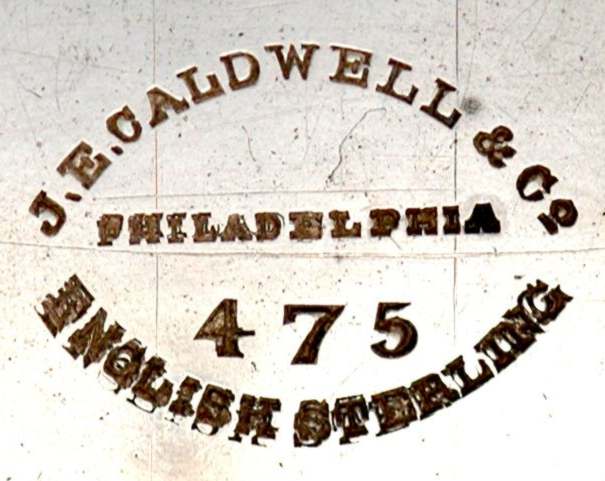 J.E. CALDWELL & Co.
PHILADELPHIA
475
ENGLISH STERLING